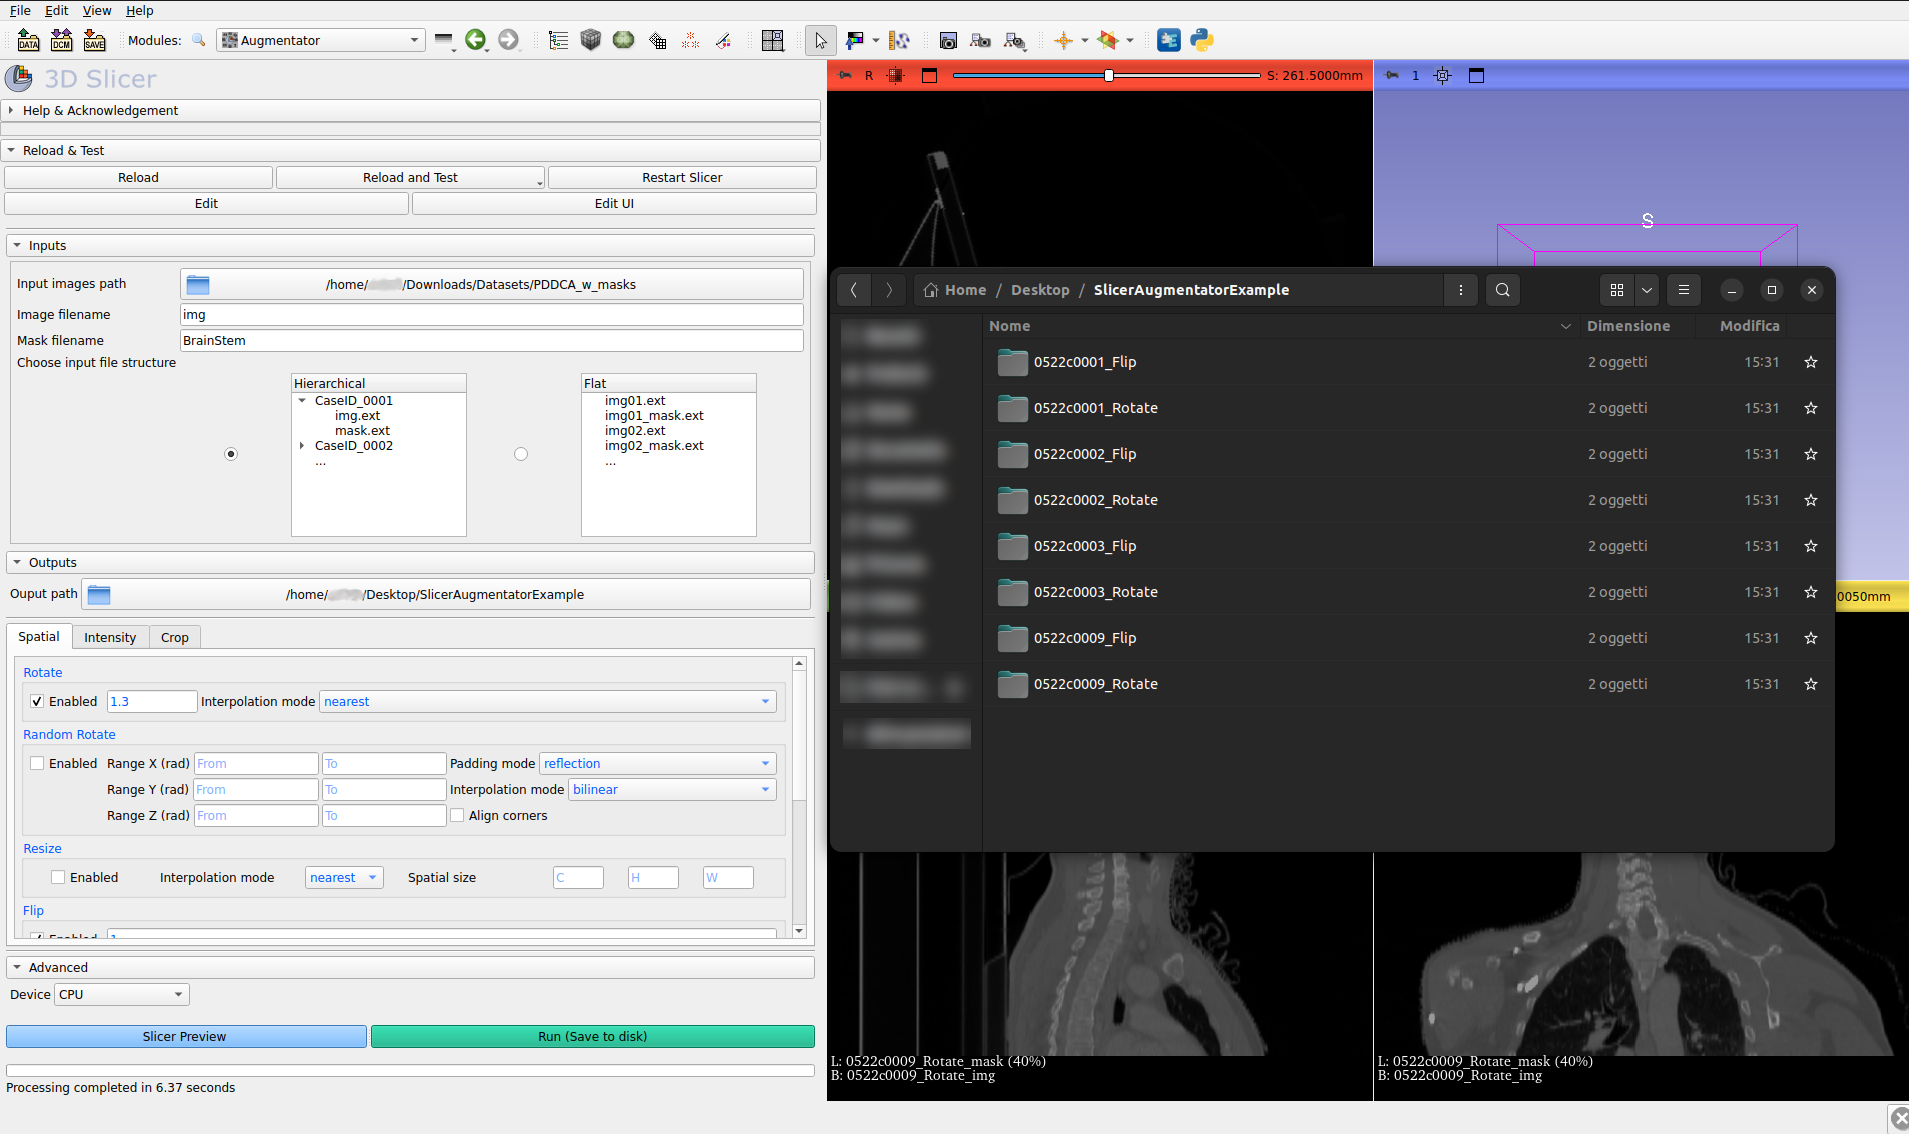 File Edit View Help
DATA DCM SAVE Modules: Augmentator
3D Slicer
Help & Acknowledgement
Reload & Test
Reload Reload and Test Restart Slicer
Edit Edit UI
Inputs
Input images path /home/ /Downloads/Datasets/PDDCA_w_masks
Image filename img
Mask filename BrainStem
Choose input file structure
Hierarchical
CaseID_0001
img.ext
mask.ext
CaseID_0002
...
Flat
img01.ext
img01_mask.ext
img02.ext
img02_mask.ext
...
Outputs
Ouput path /home/ /Desktop/SlicerAugmentatorExample
Spatial Intensity Crop
Rotate
Enabled 1.3 Interpolation mode nearest
Random Rotate
Enabled Range X (rad) From To Padding mode reflection
Range Y (rad) From To Interpolation mode bilinear
Range Z (rad) From To Align corners
Resize
Enabled Interpolation mode nearest Spatial size C H W
Flip
Enabled 1
Advanced
Device CPU
Slicer Preview Run (Save to disk)
Processing completed in 6.37 seconds
R S: 261.5000mm
1
S
Home / Desktop / SlicerAugmentatorExample
Nome Dimensione Modifica
0522c0001_Flip 2 oggetti 15:31
0522c0001_Rotate 2 oggetti 15:31
0522c0002_Flip 2 oggetti 15:31
0522c0002_Rotate 2 oggetti 15:31
0522c0003_Flip 2 oggetti 15:31
0522c0003_Rotate 2 oggetti 15:31
0522c0009_Flip 2 oggetti 15:31
0522c0009_Rotate 2 oggetti 15:31
0050mm
L: 0522c0009_Rotate_mask (40%)
B: 0522c0009_Rotate_img
L: 0522c0009_Rotate_mask (40%)
B: 0522c0009_Rotate_img